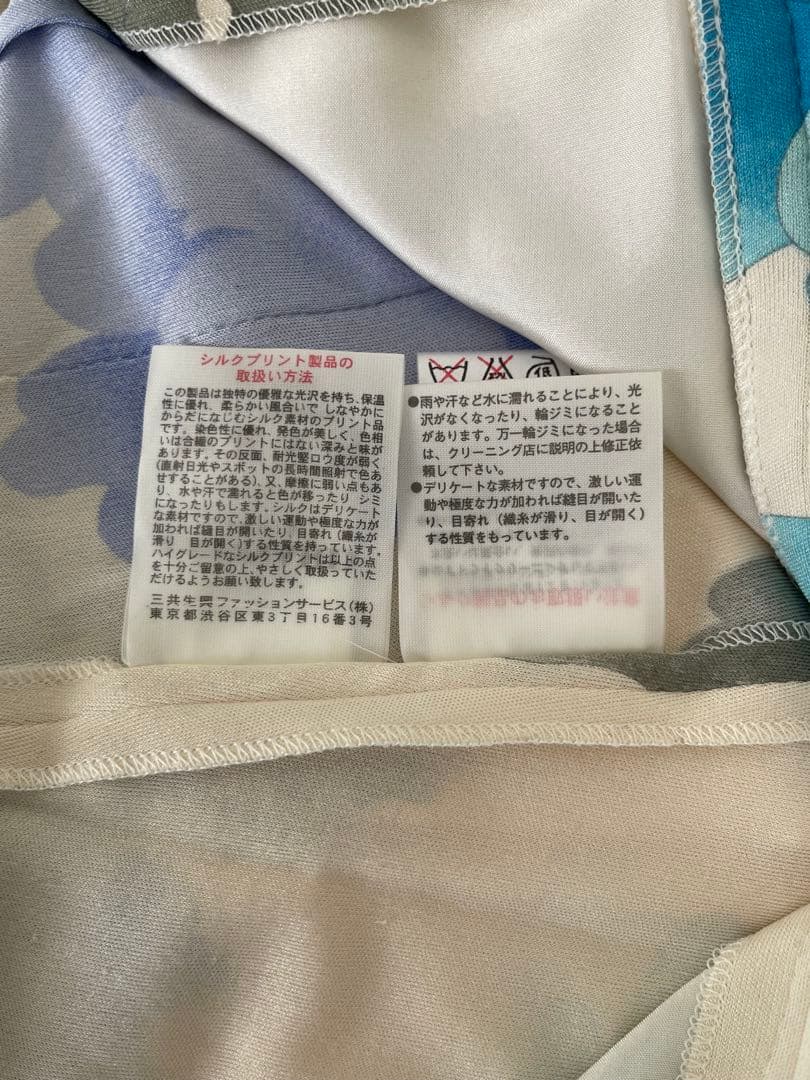 シルクプリント製品の
取扱い方法
この製品は独特の優雅な光沢を持ち、保温
性に優れ、柔らかい風合いで しなやかに
からだになじむシルク素材のプリント品
です。染色性に優れ、発色が美しく、色相
いは合繊のプリントにはない深みと味が
あります。その反面、耐光堅ロウ度が弱く
(直射日光やスポットの長時間照射で色あ
せすることがある)、又、摩擦に弱い点もあ
り、水や汗で濡れると色が移ったり シミ
になったりもします。シルクはデリケート
な素材ですので、激しい運動や極度な力が
加われば縫目が開いたり、目寄れ(織糸が
滑り 目が開く)する性質を持っています。
ハイグレードなシルクプリントは以上の点
を十分ご留意の上、やさしく取扱っていた
だけるようお願い致します。
三共生興ファッションサービス(株)
東京都渋谷区東3丁目16番3号
低
●雨や汗など水に濡れることにより、光
沢がなくなったり、輪ジミになること
があります。万一輪ジミになった場合
は、クリーニング店に説明の上修正依
頼して下さい。
●デリケートな素材ですので、激しい運
動や極度な力が加われば縫目が開いた
り、目寄れ(織糸が滑り、目が開く)
する性質をもっています。